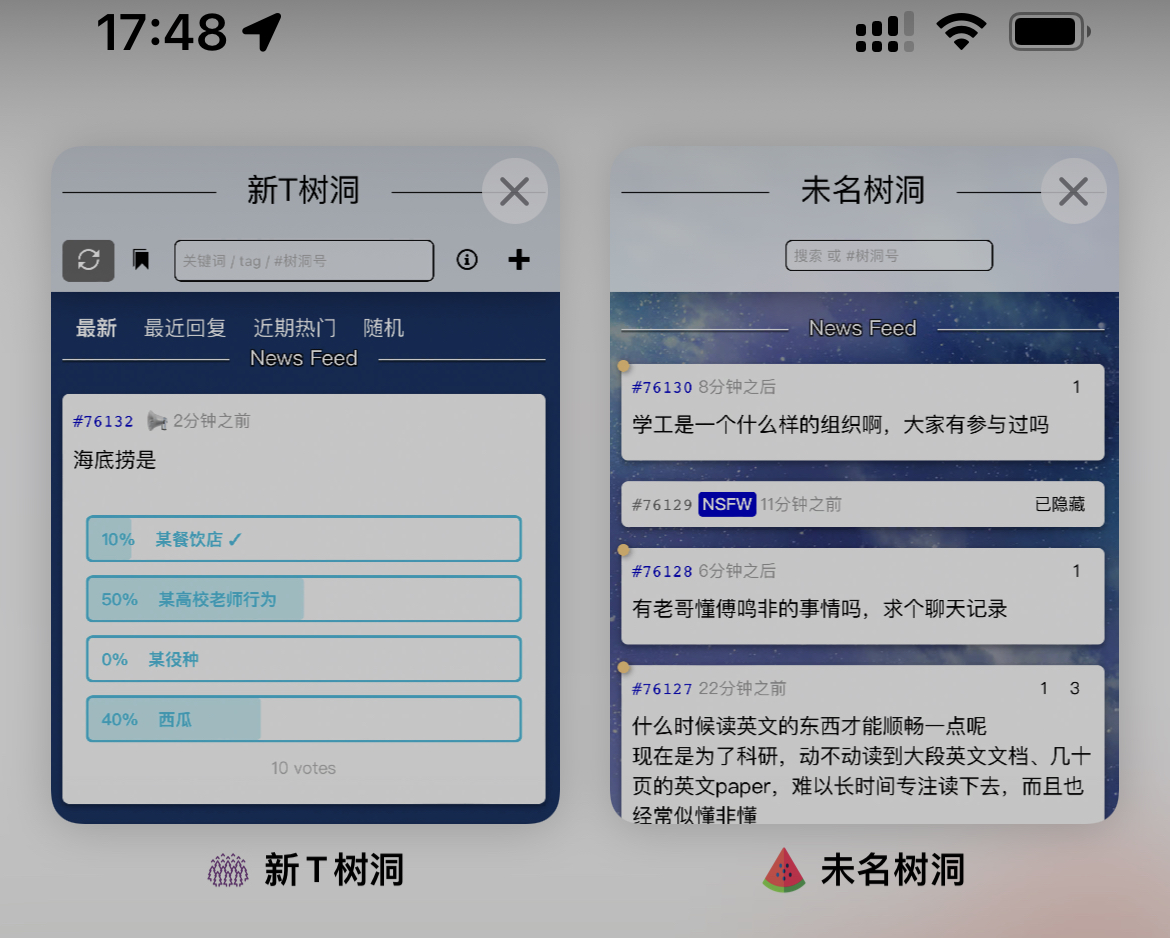 17:48
新T树洞
关键词 / tag / #树洞号
最新 最近回复 近期热门 随机
News Feed
#76132 2分钟之前
海底捞是
10% 某餐饮店 ✓
50% 某高校老师行为
0% 某役种
40% 西瓜
10 votes
新T树洞
未名树洞
搜索 或 #树洞号
News Feed
#76130 8分钟之后 1
学工是一个什么样的组织啊，大家有参与过吗
#76129 NSFW 11分钟之前 已隐藏
#76128 6分钟之后 1
有老哥懂傅鸣非的事情吗，求个聊天记录
#76127 22分钟之前 1 3
什么时候读英文的东西才能顺畅一点呢
现在是为了科研，动不动读到大段英文文档、几十
页的英文paper，难以长时间专注读下去，而且也
经常似懂非懂
未名树洞